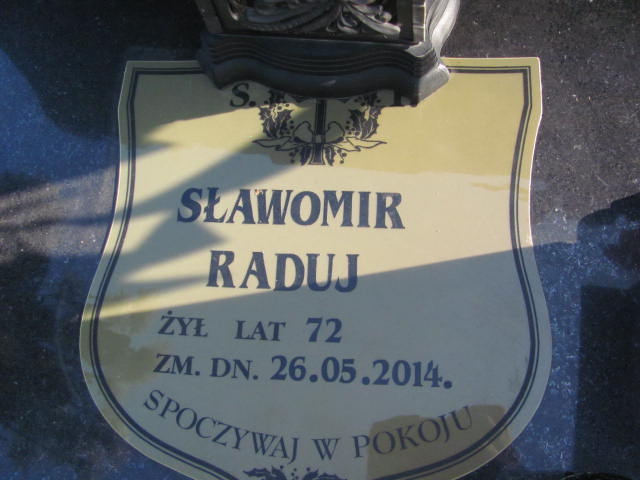 S.
SŁAWOMIR
RADUJ
ŻYŁ LAT 72
ZM. DN. 26.05.2014.
SPOCZYWAJ W POKOJU